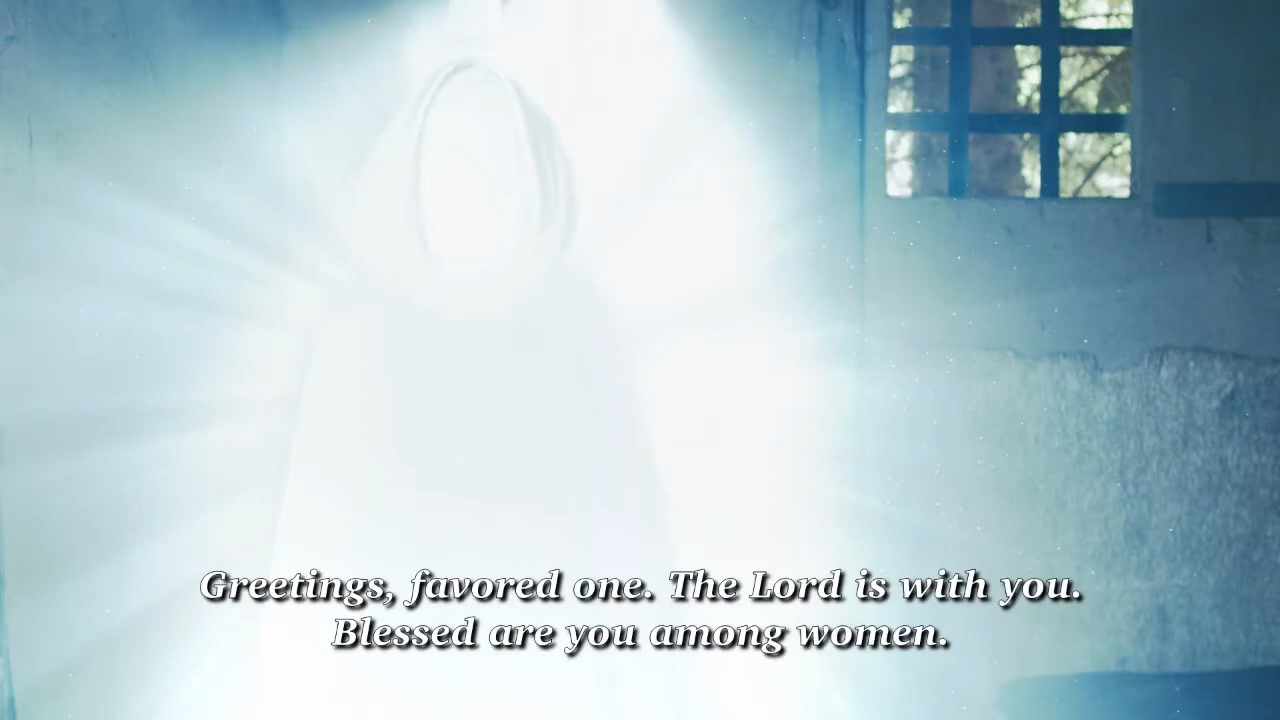 Greetings, favored one. The Lord is with you.
Blessed are you among women.